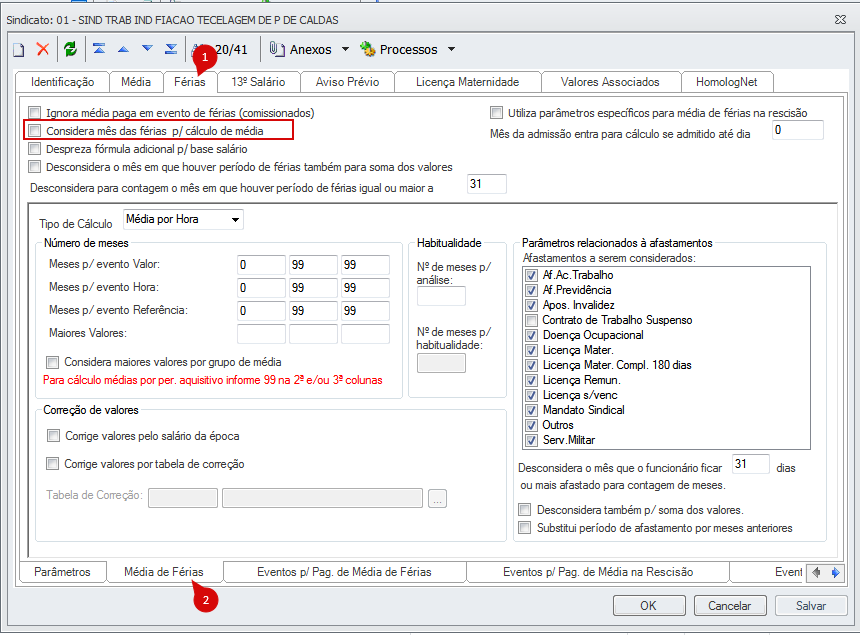 Sindicato: 01 - SIND TRAB IND FIACAO TECELAGEM DE P DE CALDAS
20/41 Anexos Processos
1
Identificação Média Férias 13º Salário Aviso Prévio Licença Maternidade Valores Associados HomologNet
Ignora média paga em evento de férias (comissionados)
Utiliza parâmetros específicos para média de férias na rescisão
Considera mês das férias p/ cálculo de média
Mês da admissão entra para cálculo se admitido até dia 0
Despreza fórmula adicional p/ base salário
Desconsidera o mês em que houver período de férias também para soma dos valores
Desconsidera para contagem o mês em que houver período de férias igual ou maior a 31
Tipo de Cálculo Média por Hora
Número de meses
Meses p/ evento Valor: 0 99 99
Meses p/ evento Hora: 0 99 99
Meses p/ evento Referência: 0 99 99
Maiores Valores:
Considera maiores valores por grupo de média
Para cálculo médias por per. aquisitivo informe 99 na 2ª e/ou 3ª colunas
Habitualidade
Nº de meses p/
análise:
Nº de meses p/
habitualidade:
Parâmetros relacionados à afastamentos
Afastamentos a serem considerados:
Af.Ac.Trabalho
Af.Previdência
Apos. Invalidez
Contrato de Trabalho Suspenso
Doença Ocupacional
Licença Mater.
Licença Mater. Compl. 180 dias
Licença Remun.
Licença s/venc
Mandato Sindical
Outros
Serv.Militar
Correção de valores
Corrige valores pelo salário da época
Corrige valores por tabela de correção
Tabela de Correção: ...
Desconsidera o mês que o funcionário ficar 31 dias
ou mais afastado para contagem de meses.
Desconsidera também p/ soma dos valores.
Substitui período de afastamento por meses anteriores
Parâmetros Média de Férias Eventos p/ Pag. de Média de Férias Eventos p/ Pag. de Média na Rescisão Event
2
OK Cancelar Salvar